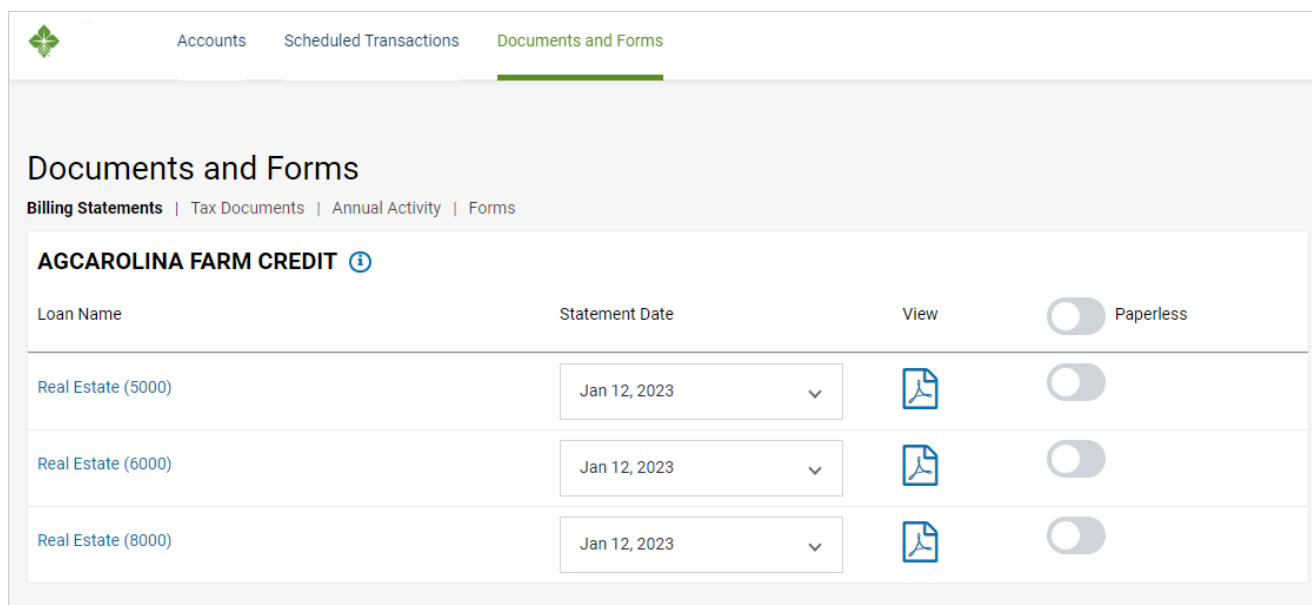 Accounts Scheduled Transactions Documents and Forms
Documents and Forms
Billing Statements | Tax Documents | Annual Activity | Forms
AGCAROLINA FARM CREDIT
Loan Name Statement Date View Paperless
Real Estate (5000) Jan 12, 2023
Real Estate (6000) Jan 12, 2023
Real Estate (8000) Jan 12, 2023